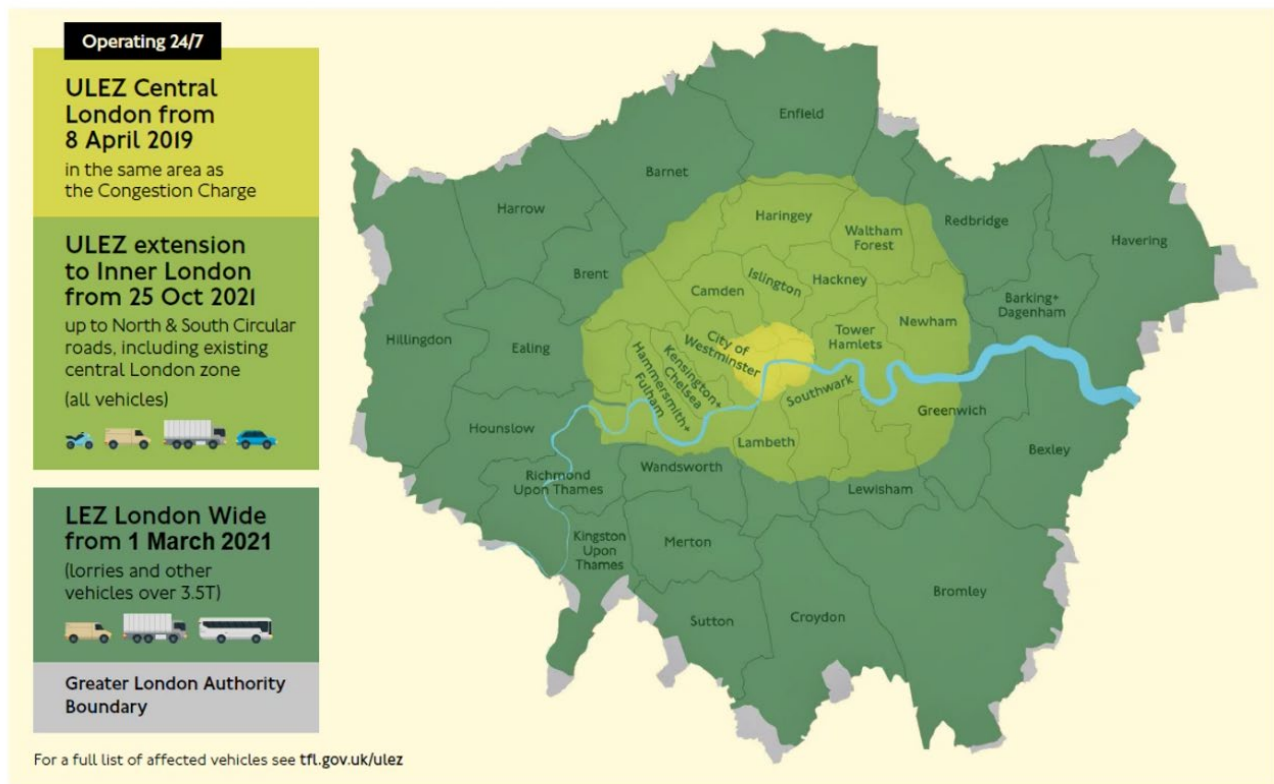 Operating 24/7
ULEZ Central
London from
8 April 2019
in the same area as
the Congestion Charge
ULEZ extension
to Inner London
from 25 Oct 2021
up to North & South Circular
roads, including existing
central London zone
(all vehicles)
LEZ London Wide
from 1 March 2021
(lorries and other
vehicles over 3.5T)
Greater London Authority
Boundary
For a full list of affected vehicles see tfl.gov.uk/ulez
Enfield
Barnet
Harrow
Haringey
Waltham
Forest
Redbridge
Havering
Brent
Camden
Islington
Hackney
Barking+
Dagenham
Hillingdon
Ealing
City of
Westminster
Tower
Hamlets
Newham
Kensington+
Chelsea
Hammersmith+
Fulham
Southwark
Greenwich
Hounslow
Lambeth
Bexley
Richmond
Upon Thames
Wandsworth
Lewisham
Kingston
Upon
Thames
Merton
Bromley
Sutton
Croydon